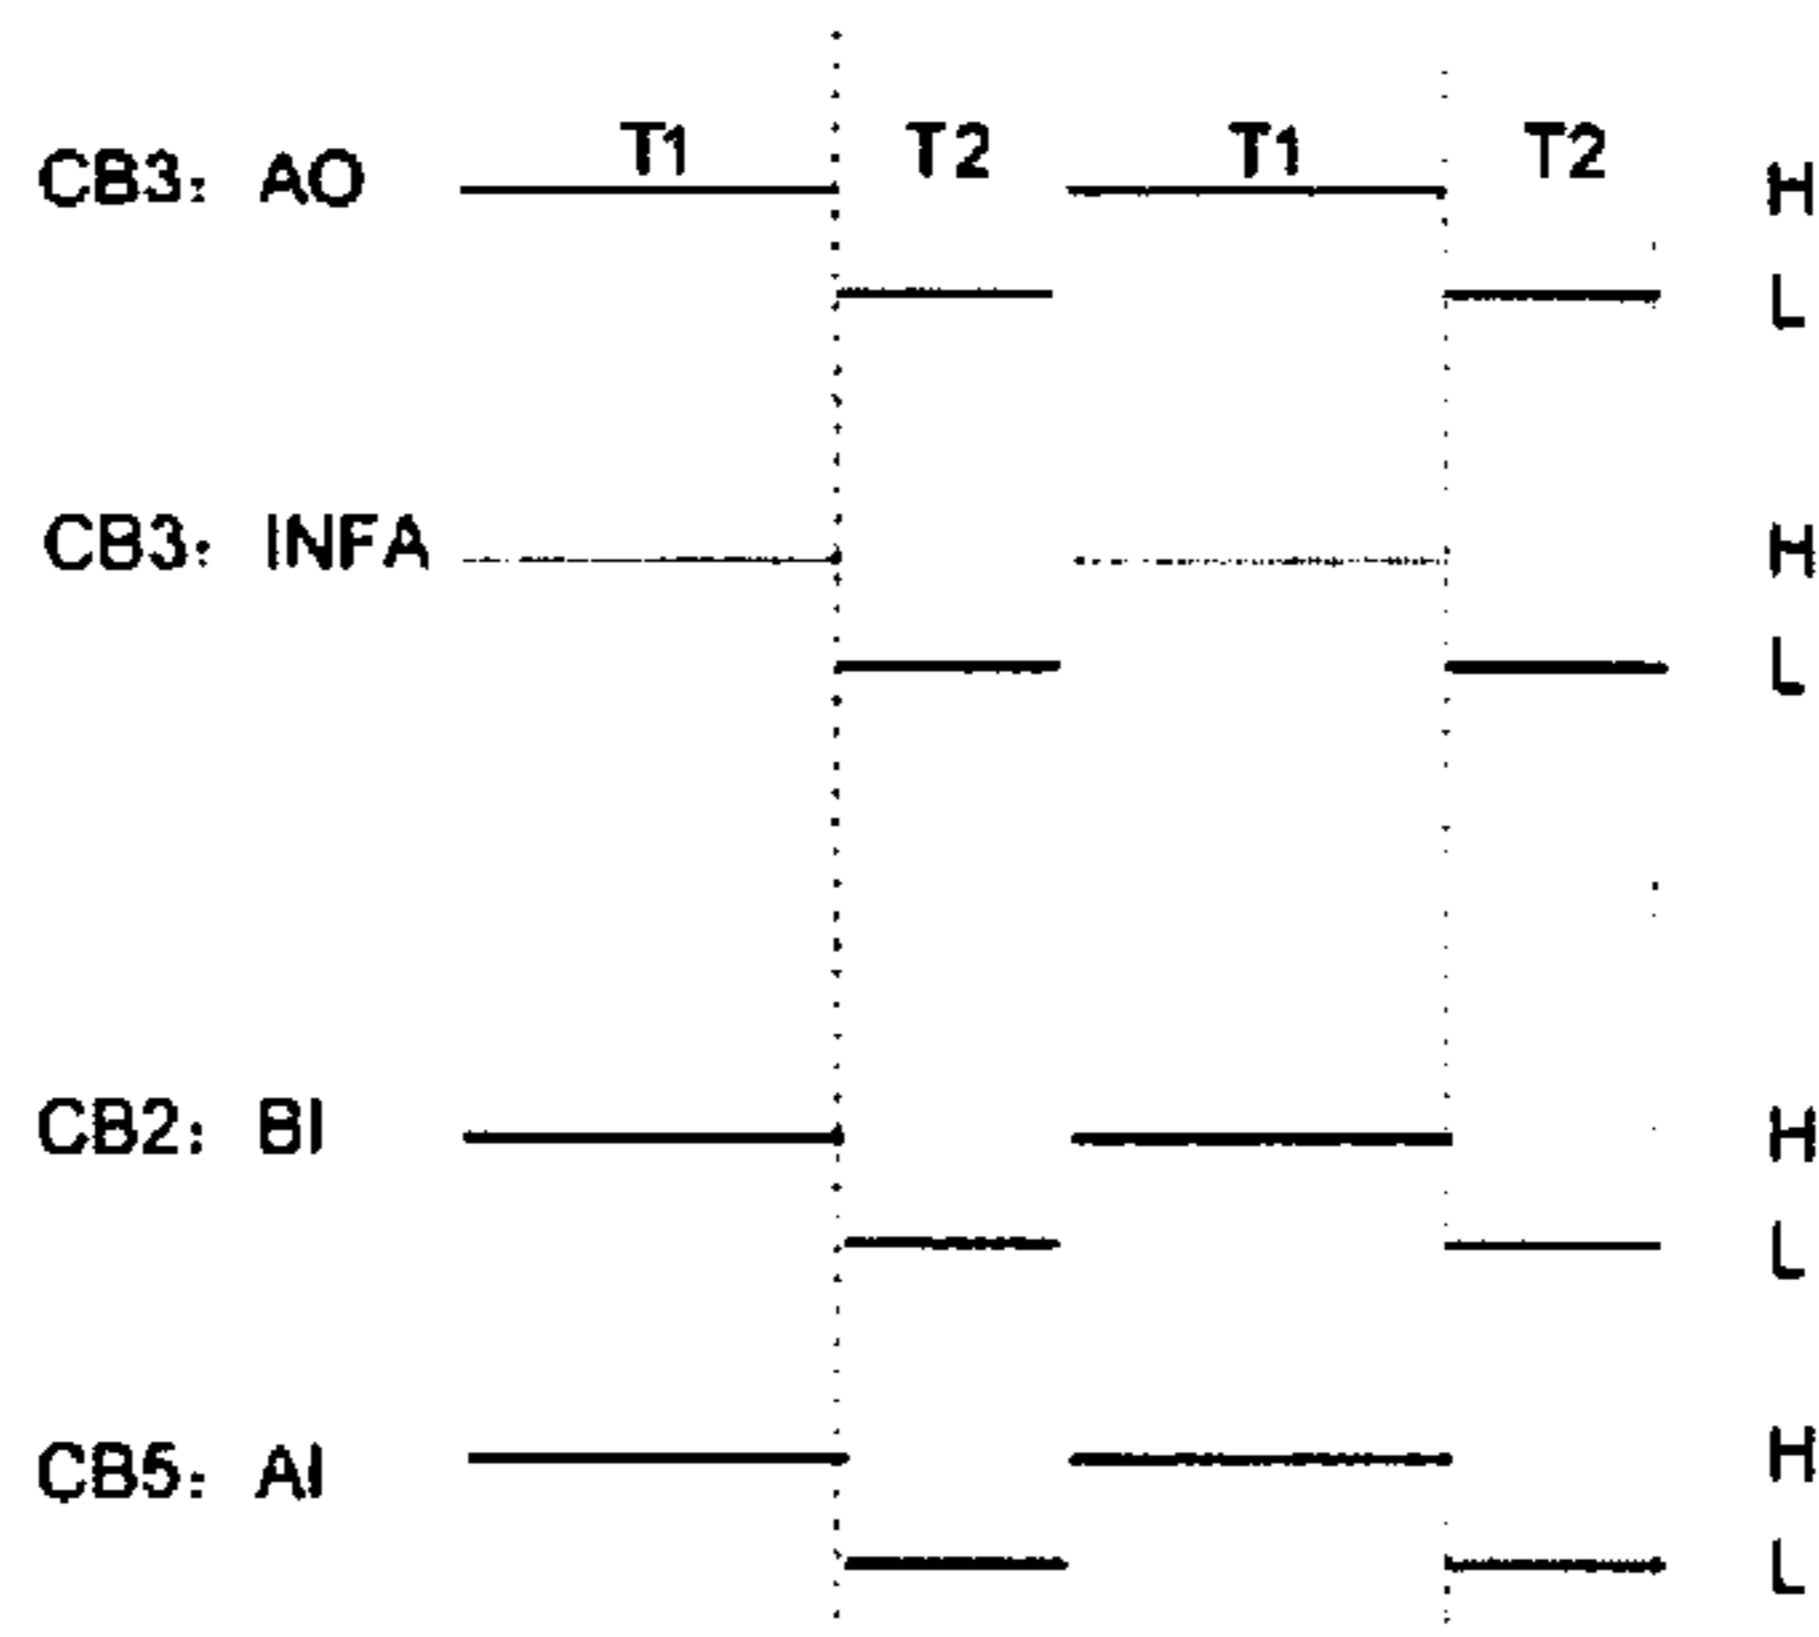 T1 T2 T1 T2
CB3: AO H
L
CB3: INFA H
L
CB2: BI H
L
CB5: AI H
L